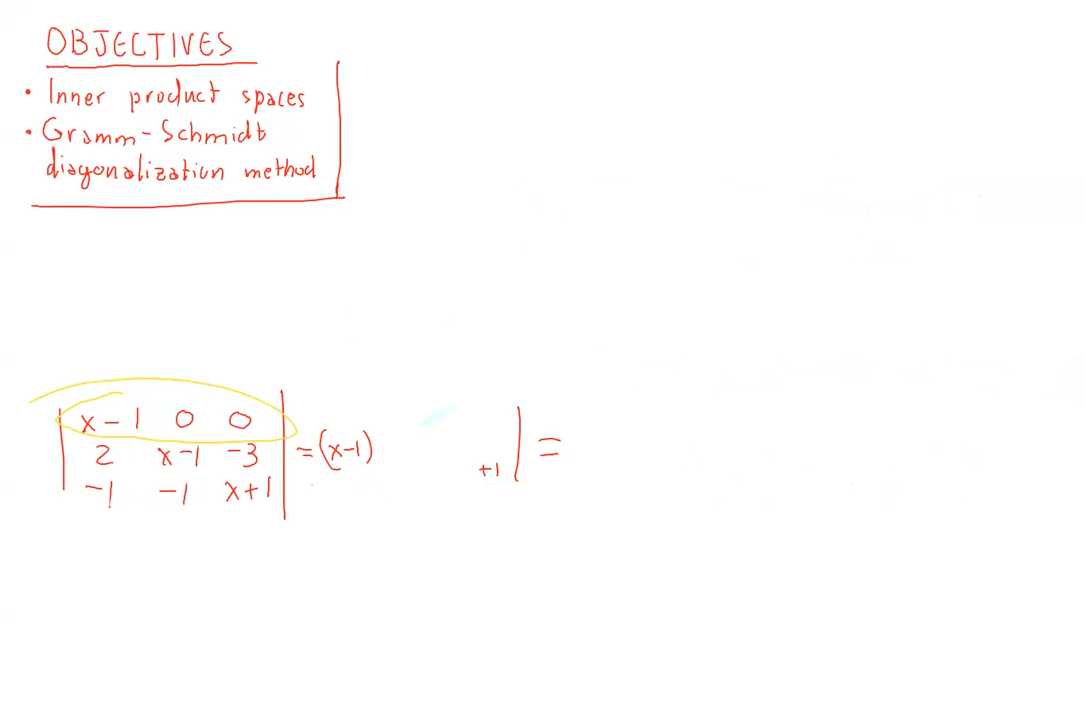 OBJECTIVES
• Inner product spaces
• Gramm-Schmidt
diagonalization method
| x-1 0 0 |
| 2 x-1 -3 | = (x-1) | =
| -1 -1 x+1 | +1